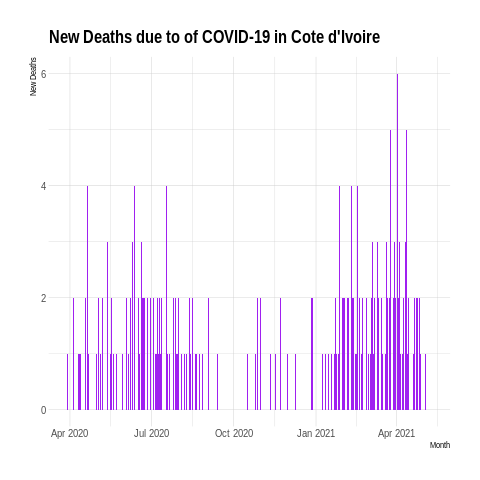 New Deaths due to of COVID-19 in Cote d'Ivoire
New Deaths
6
4
2
0
Apr 2020 Jul 2020 Oct 2020 Jan 2021 Apr 2021
Month